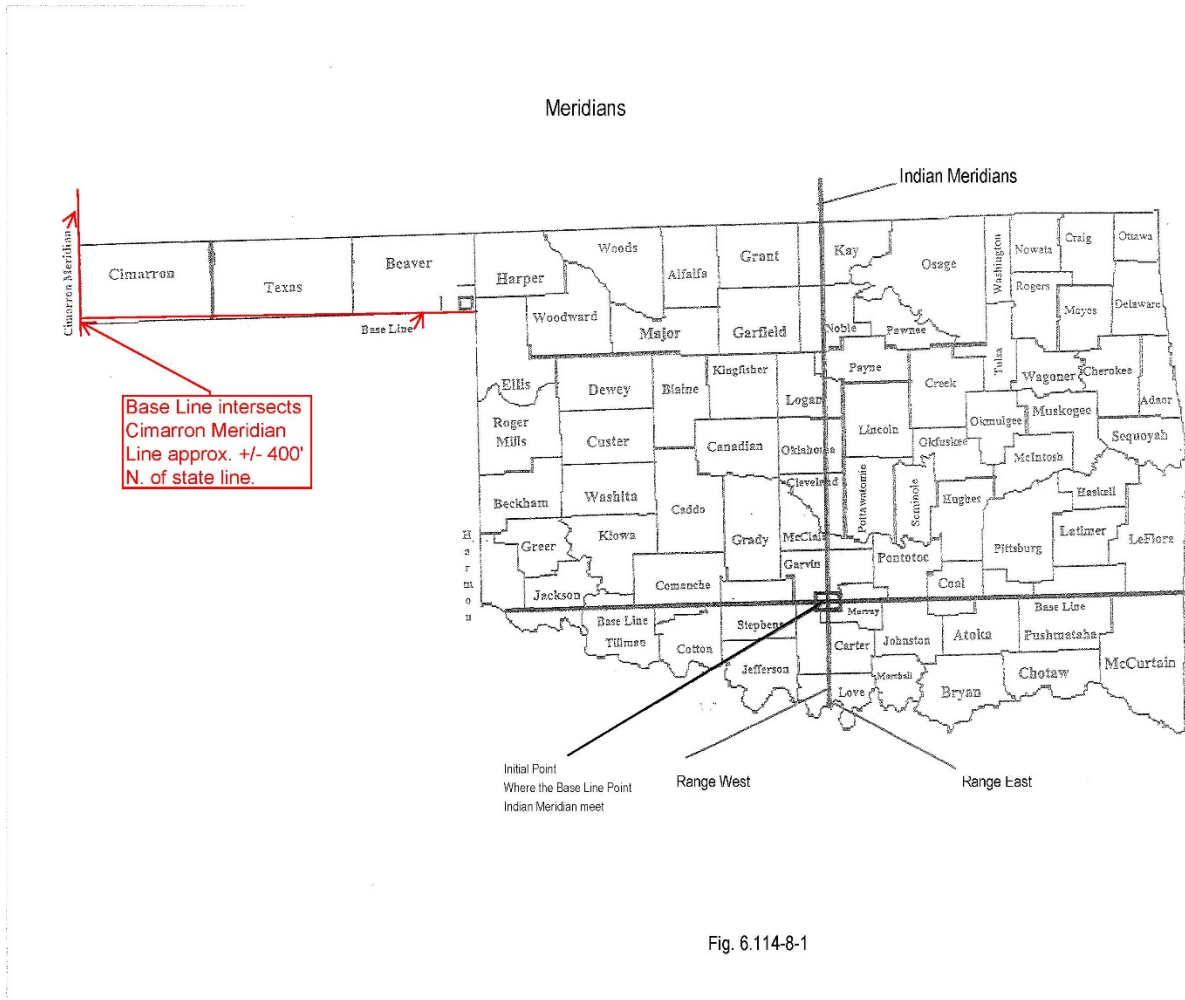 Meridians
Indian Meridians
Cimarron Meridian
Cimarron
Texas
Beaver
Harper
Woods
Alfalfa
Grant
Kay
Osage
Washington
Nowata
Craig
Ottawa
Rogers
Mayes
Delaware
Base Line
Woodward
Major
Garfield
Noble
Pawnee
Tulsa
Ellis
Dewey
Blaine
Kingfisher
Logan
Payne
Creek
Wagoner
Cherokee
Adaor
Base Line intersects
Cimarron Meridian
Line approx. +/- 400'
N. of state line.
Roger
Mills
Custer
Canadian
Oklahoma
Lincoln
Okmulgee
Muskogee
Sequoyah
Gkfuskee
McIntosh
Beckham
Washita
Caddo
Cleveland
Pottawatomie
Seminole
Hughes
Haskell
Harmon
Greer
Kiowa
Grady
McClain
Pontotoc
Pittsburg
Latimer
LeFlore
Garvin
Jackson
Comanche
Coal
Base Line
Tillman
Cotton
Stephens
Murray
Carter
Johnston
Atoka
Base Line
Pushmataha
Jefferson
Love
Marshall
Bryan
Chotaw
McCurtain
Initial Point
Where the Base Line Point
Indian Meridian meet
Range West
Range East
Fig. 6.114-8-1